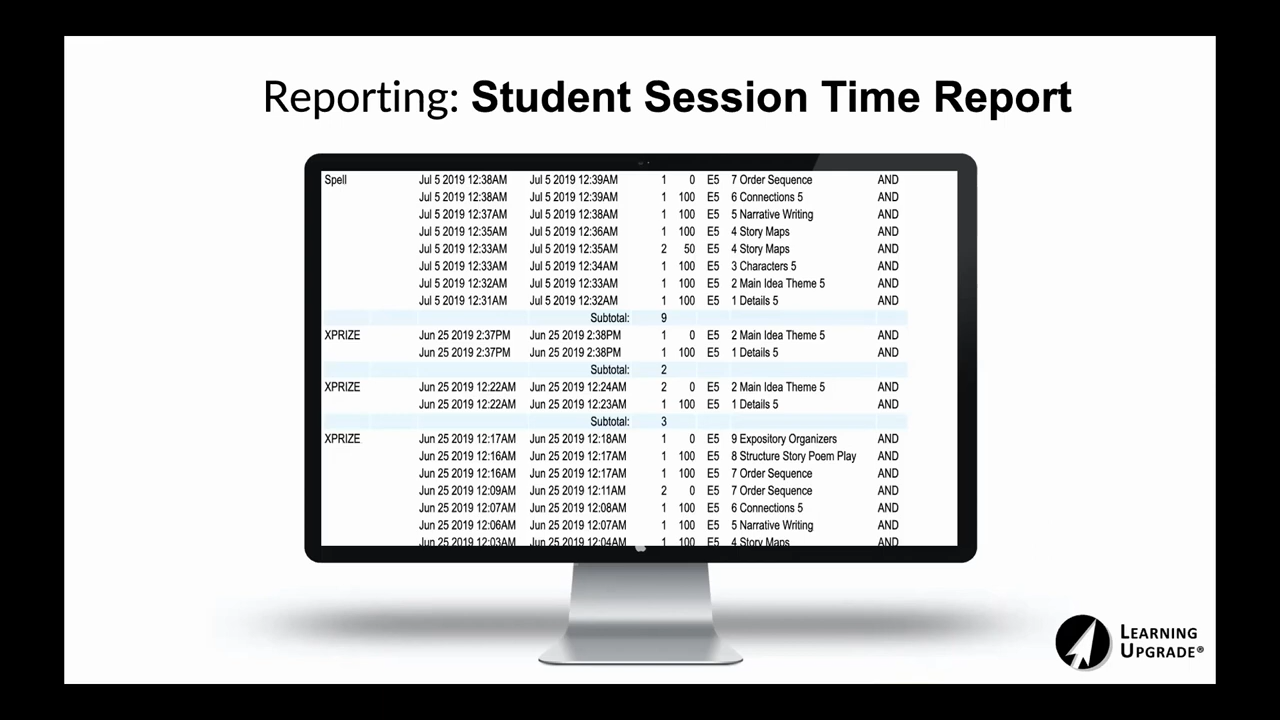 Reporting: Student Session Time Report
Spell Jul 5 2019 12:38AM Jul 5 2019 12:39AM 1 0 E5 7 Order Sequence AND
Jul 5 2019 12:38AM Jul 5 2019 12:39AM 1 100 E5 6 Connections 5 AND
Jul 5 2019 12:37AM Jul 5 2019 12:38AM 1 100 E5 5 Narrative Writing AND
Jul 5 2019 12:35AM Jul 5 2019 12:36AM 1 100 E5 4 Story Maps AND
Jul 5 2019 12:33AM Jul 5 2019 12:35AM 2 50 E5 4 Story Maps AND
Jul 5 2019 12:33AM Jul 5 2019 12:34AM 1 100 E5 3 Characters 5 AND
Jul 5 2019 12:32AM Jul 5 2019 12:33AM 1 100 E5 2 Main Idea Theme 5 AND
Jul 5 2019 12:31AM Jul 5 2019 12:32AM 1 100 E5 1 Details 5 AND
Subtotal: 9
XPRIZE Jun 25 2019 2:37PM Jun 25 2019 2:38PM 1 0 E5 2 Main Idea Theme 5 AND
Jun 25 2019 2:37PM Jun 25 2019 2:38PM 1 100 E5 1 Details 5 AND
Subtotal: 2
XPRIZE Jun 25 2019 12:22AM Jun 25 2019 12:24AM 2 0 E5 2 Main Idea Theme 5 AND
Jun 25 2019 12:22AM Jun 25 2019 12:23AM 1 100 E5 1 Details 5 AND
Subtotal: 3
XPRIZE Jun 25 2019 12:17AM Jun 25 2019 12:18AM 1 0 E5 9 Expository Organizers AND
Jun 25 2019 12:16AM Jun 25 2019 12:17AM 1 100 E5 8 Structure Story Poem Play AND
Jun 25 2019 12:16AM Jun 25 2019 12:17AM 1 100 E5 7 Order Sequence AND
Jun 25 2019 12:09AM Jun 25 2019 12:11AM 2 0 E5 7 Order Sequence AND
Jun 25 2019 12:07AM Jun 25 2019 12:08AM 1 100 E5 6 Connections 5 AND
Jun 25 2019 12:06AM Jun 25 2019 12:07AM 1 100 E5 5 Narrative Writing AND
Jun 25 2019 12:03AM Jun 25 2019 12:04AM 1 100 E5 4 Story Maps AND
LEARNING
UPGRADE®